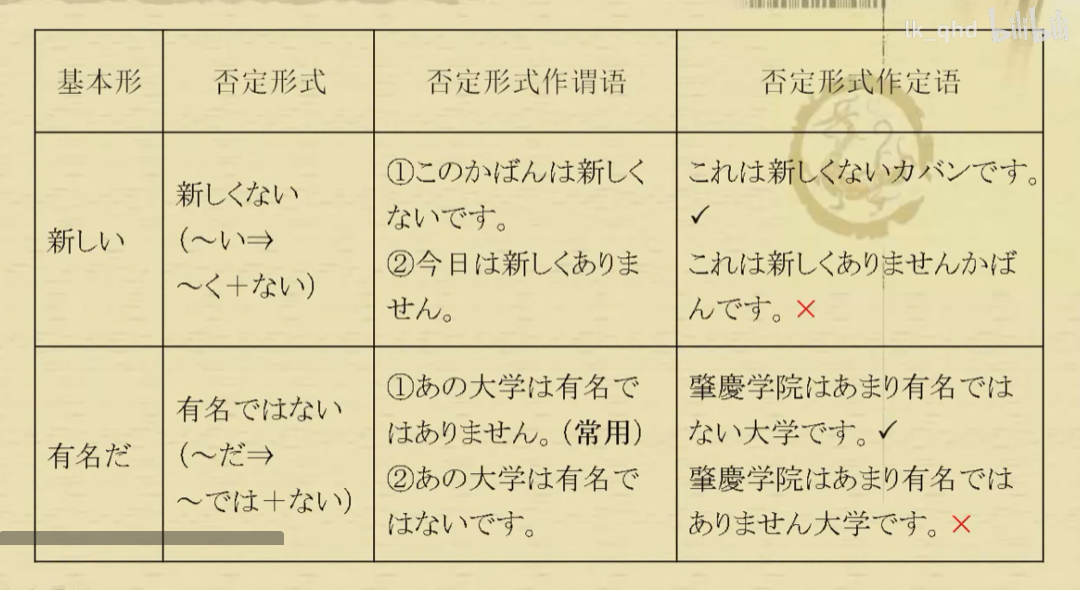 lk_qhd bilibili
基本形
否定形式
否定形式作谓语
否定形式作定语
新しい
新しくない
（～い⇒
～く＋ない）
①このかばんは新しく
ないです。
②今日は新しくありま
せん。
これは新しくないカバンです。
✓
これは新しくありませんかば
んです。×
有名だ
有名ではない
（～だ⇒
～では＋ない）
①あの大学は有名で
はありません。（常用）
②あの大学は有名で
はないです。
肇慶学院はあまり有名では
ない大学です。✓
肇慶学院はあまり有名では
ありません大学です。×